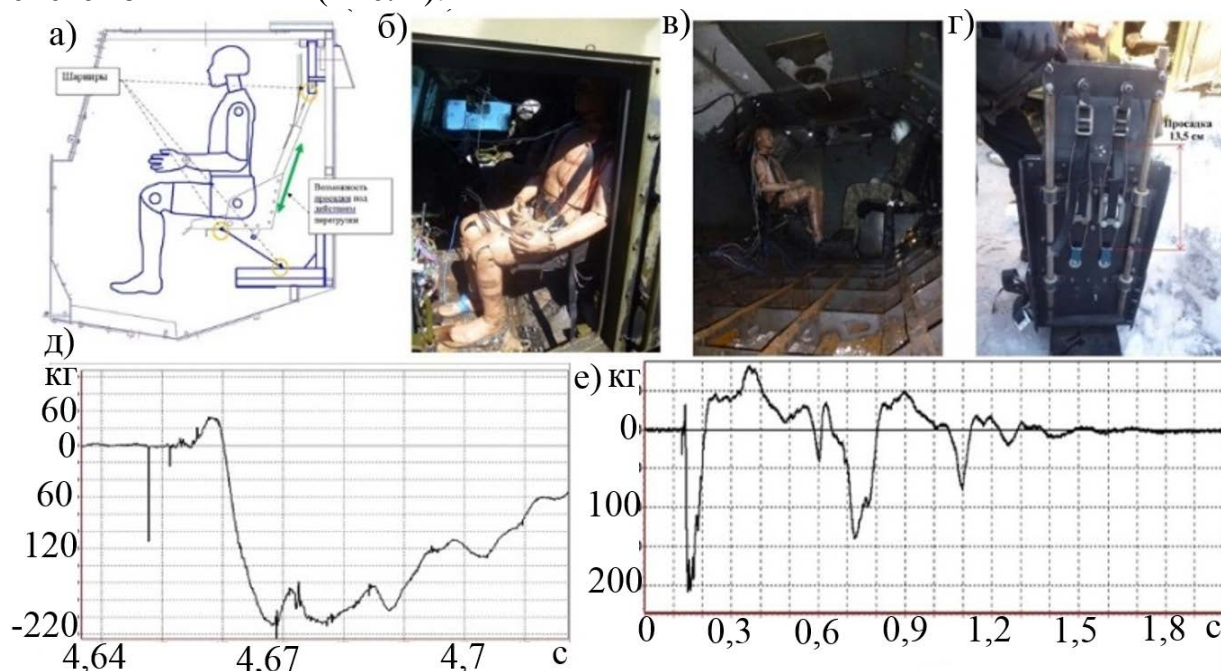 а)
Шарниры
Возможность
просадки под
действием
перегрузки
б)
в)
г)
Просадка
13,5 см
д)
кг
60
0
60
120
-220
4,64
4,67
4,7
с
е)
кг
0
100
200
0
0,3
0,6
0,9
1,2
1,5
1,8
с